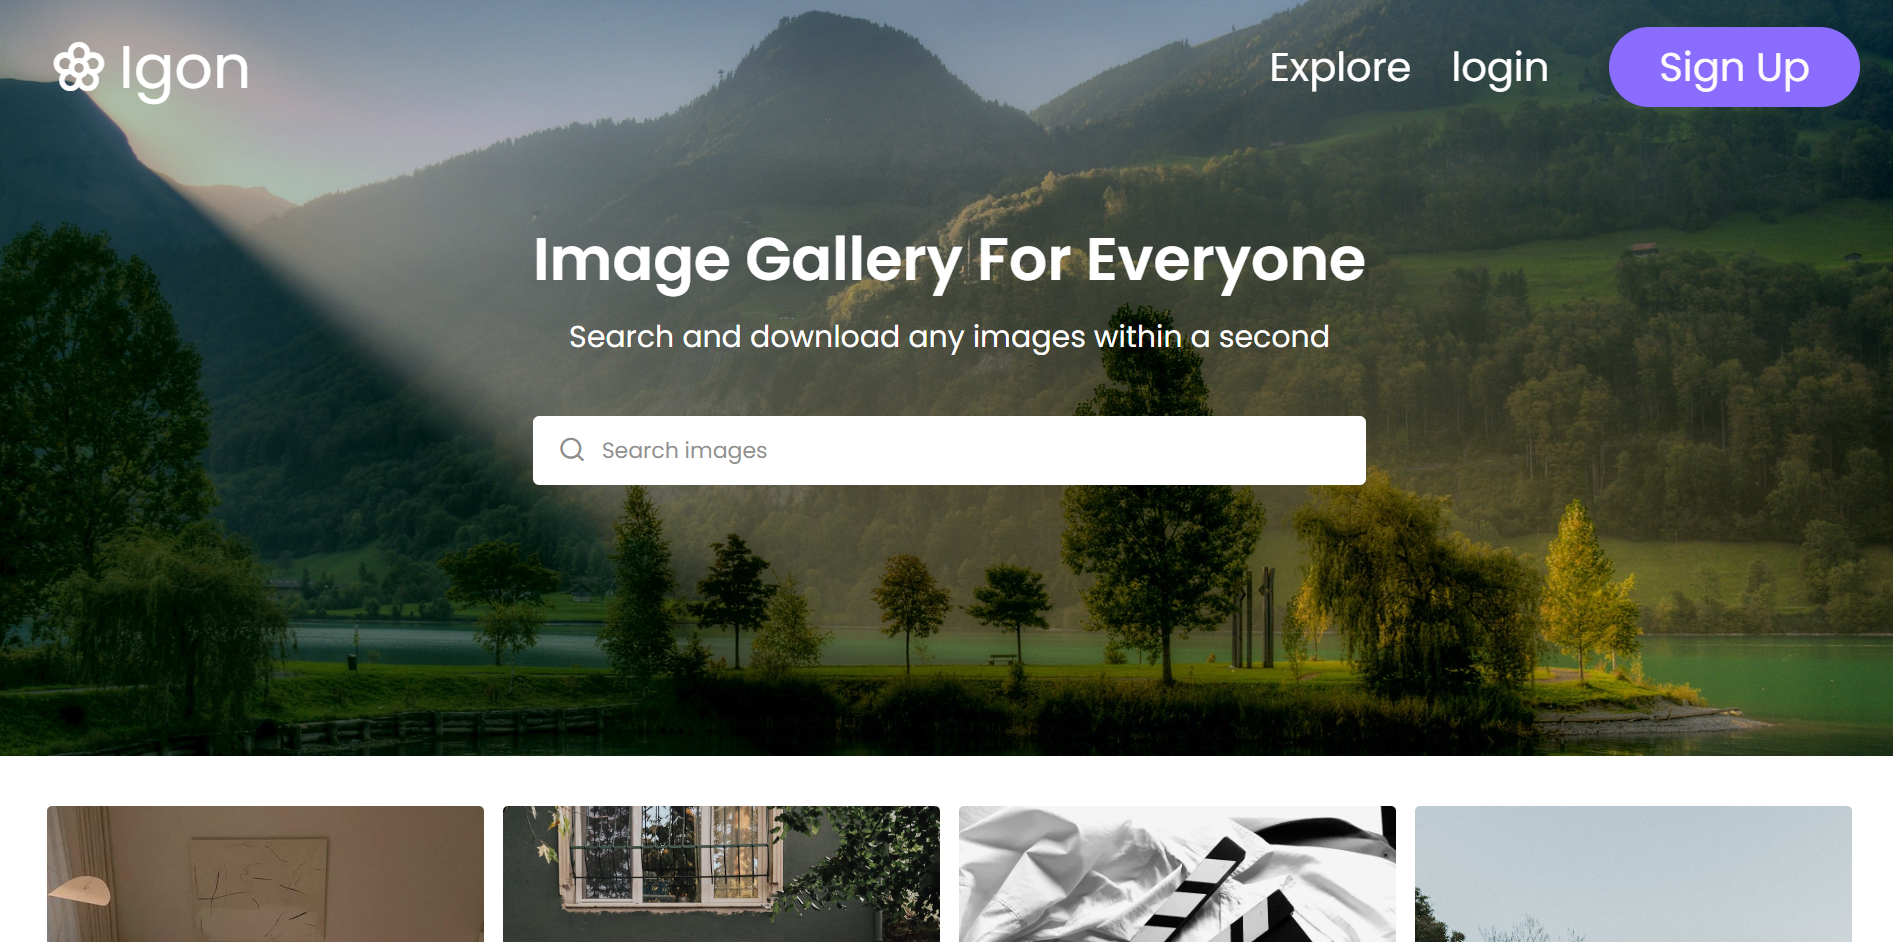 Igon
Explore
login
Sign Up
Image Gallery For Everyone
Search and download any images within a second
Search images